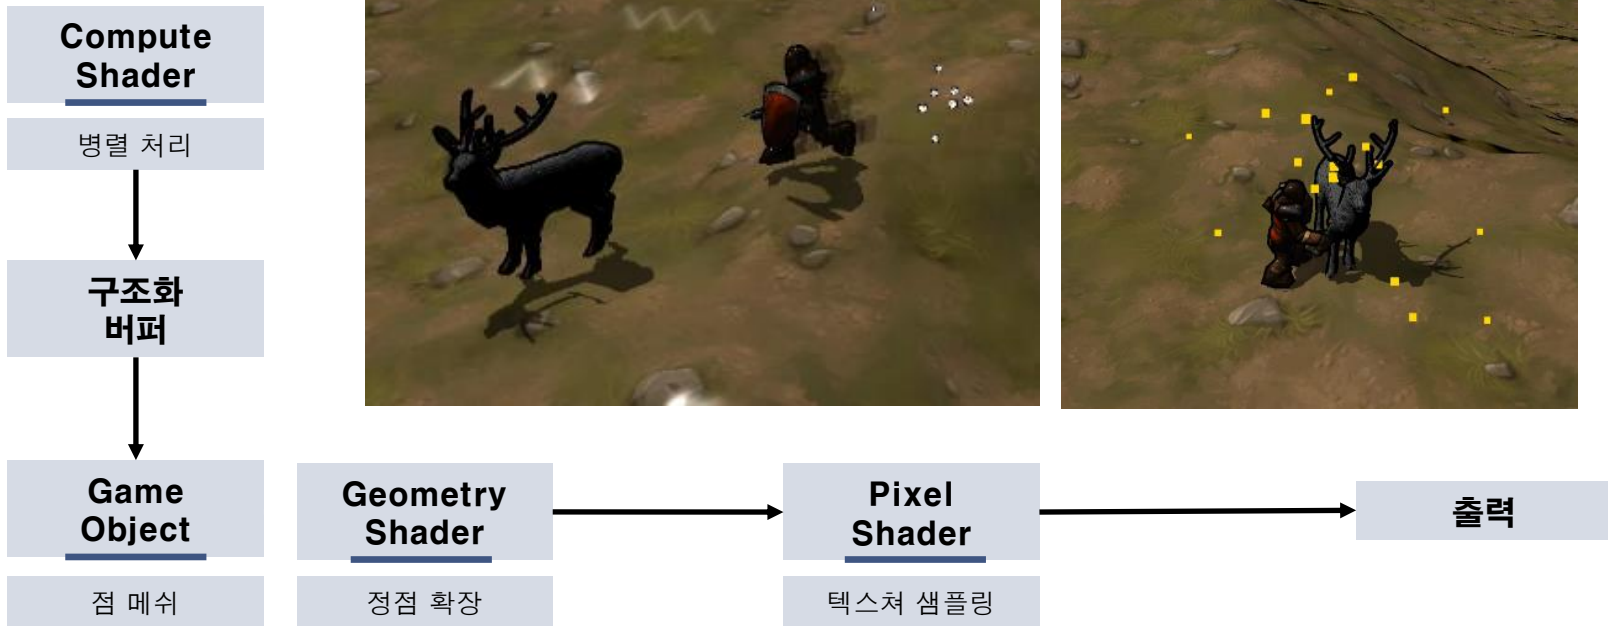 Compute
Shader
병렬 처리
구조화
버퍼
Game
Object
점 메쉬
Geometry
Shader
정점 확장
Pixel
Shader
텍스쳐 샘플링
출력